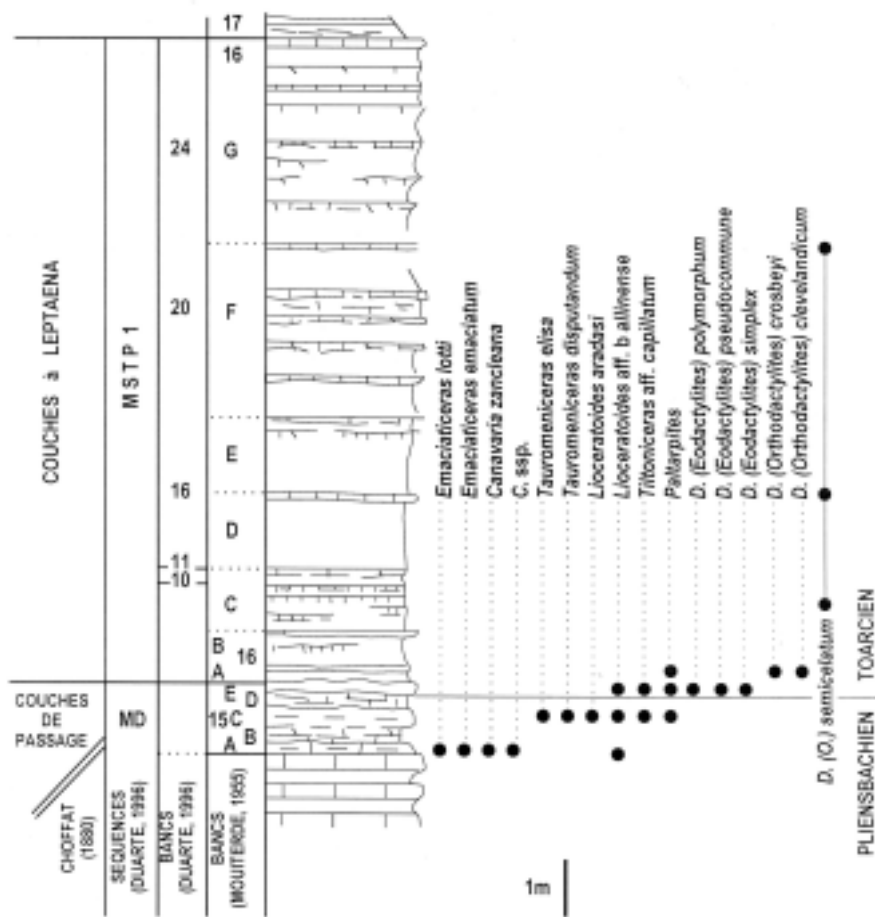 17
16
24
G
COUCHES à LEPTAENA
MSTP 1
20
F
E
16
D
11
10
C
B
16
A
E
D
COUCHES
DE
PASSAGE
MD
15 C
B
A
CHOFFAT
(1880)
SEQUENCES
(DUARTE, 1996)
BANCS
(DUARTE, 1996)
BANCS
(MOUTERDE, 1955)
Emaciaticeras lotti
Emaciaticeras emaciatum
Canavaria zancleana
C. ssp.
Tauromeniceras elisa
Tauromeniceras disputandum
Lioceratoides aradasi
Lioceratoides aff. b allinense
Tiltoniceras aff. capillatum
Paltarpites
D. (Eodactylites) polymorphum
D. (Eodactylites) pseudocommune
D. (Eodactylites) simplex
D. (Orthodactylites) crosbeyi
D. (Orthodactylites) clevelandicum
D. (O.) semicelatum
TOARCIEN
PLIENSBACHIEN
1m